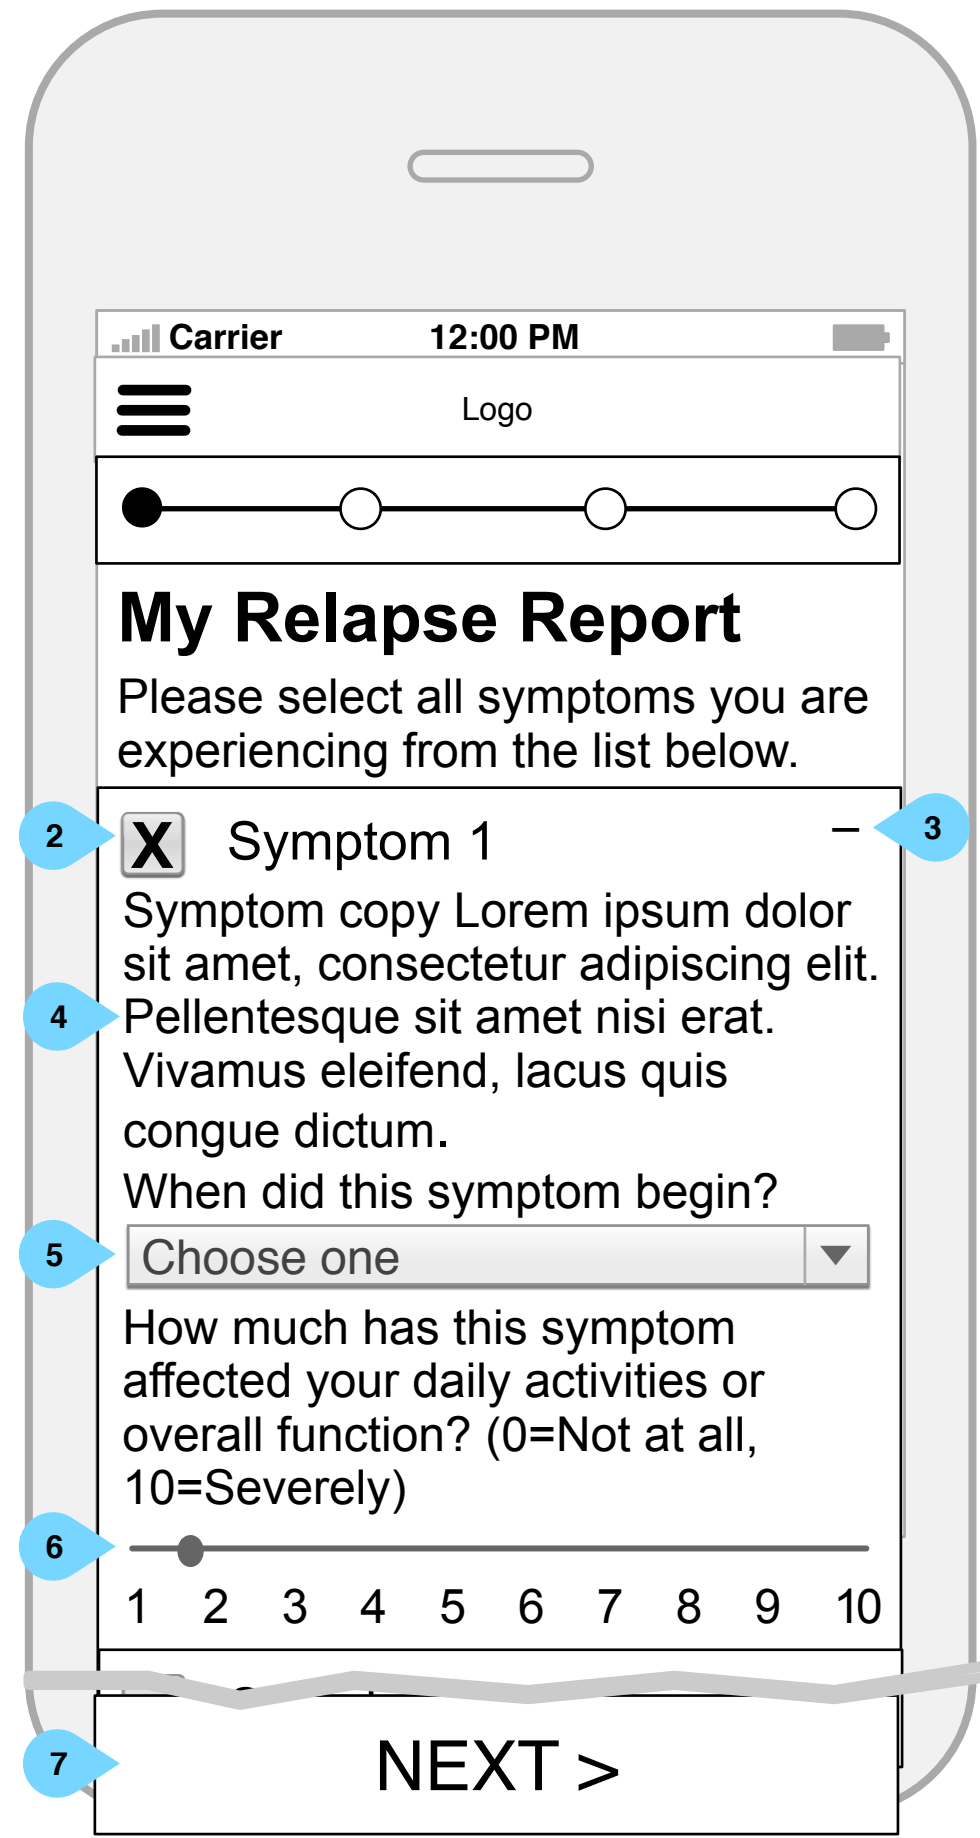 Carrier 12:00 PM
Logo
My Relapse Report
Please select all symptoms you are
experiencing from the list below.
2 X Symptom 1 – 3
Symptom copy Lorem ipsum dolor
sit amet, consectetur adipiscing elit.
4 Pellentesque sit amet nisi erat.
Vivamus eleifend, lacus quis
congue dictum.
When did this symptom begin?
5 Choose one
How much has this symptom
affected your daily activities or
overall function? (0=Not at all,
10=Severely)
6
1 2 3 4 5 6 7 8 9 10
7 NEXT >